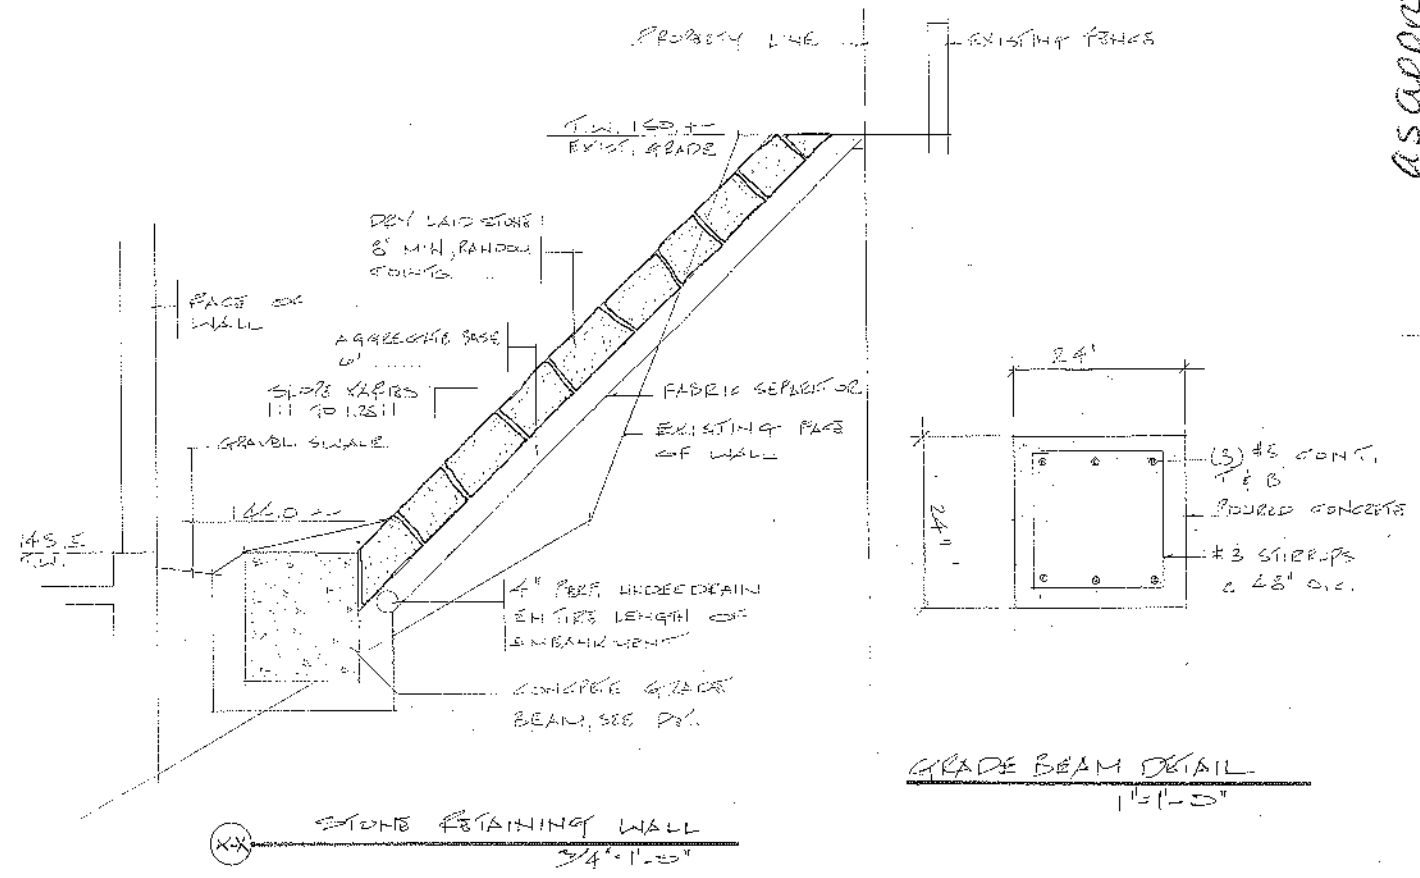 PROPERTY LINE
EXISTING FENCE
T.W. 150.+-
EXIST. GRADE
DRY LAID STONE
8" MIN, RANDOM
JOINTS
FACE OF
WALL
AGGREGATE BASE
6"
SLOPE VARIES
1:1 TO 1.25:1
GRAVEL SWALE
FABRIC SEPARATOR
EXISTING FACE
OF WALL
146.0 +-
145.5
T.W.
4" PERF. UNDERDRAIN
ENTIRE LENGTH OF
EMBANKMENT
CONCRETE GRADE
BEAM, SEE
X-X
STONE RETAINING WALL
3/4"=1'-0"
24'
24"
(3) #5 CONT.
T & B
POURED CONCRETE
#3 STIRRUPS
@ 48" O.C.
GRADE BEAM DETAIL
1"=1'-0"